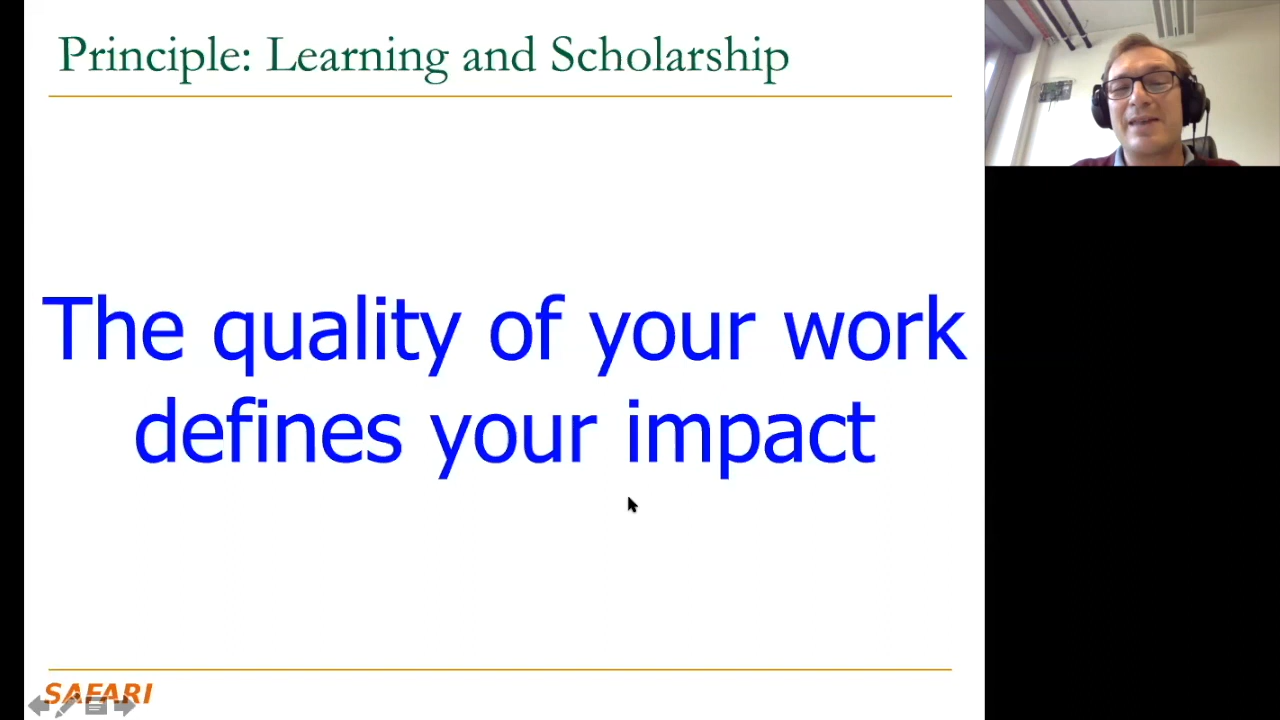 Principle: Learning and Scholarship
The quality of your work
defines your impact
SAFARI